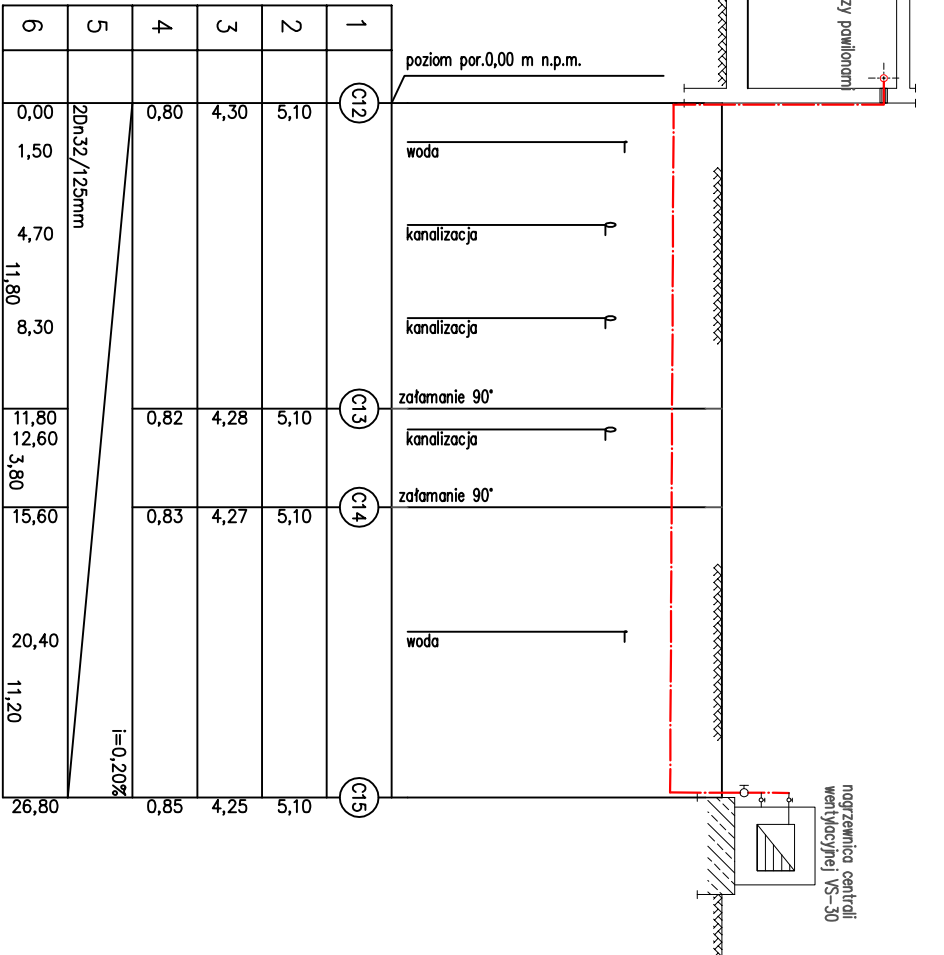 zy pawilonami
poziom por.0,00 m n.p.m.
nagrzewnica centrali
wentylacyjnej VS-30
woda
kanalizacja
kanalizacja
załamanie 90°
kanalizacja
załamanie 90°
woda
1 C12 C13 C14 C15
2 5,10 5,10 5,10 5,10
3 4,30 4,28 4,27 4,25
4 0,80 0,82 0,83 0,85
5 2Dn32/125mm i=0,20%
6 0,00 1,50 4,70 8,30 11,80 12,60 15,60 20,40 26,80
11,80 3,80 11,20